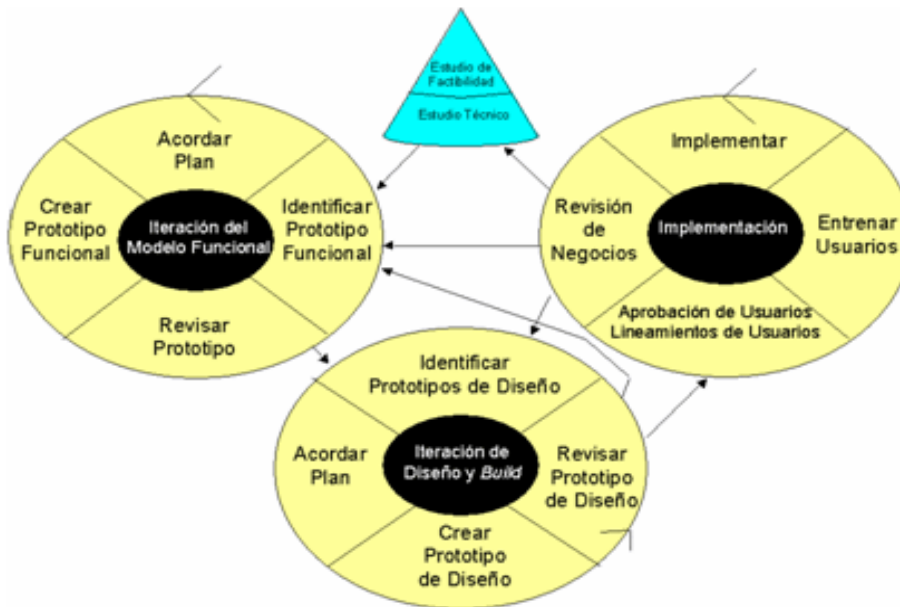 Estudio de
Factibilidad
Estudio Técnico
Acordar
Plan
Crear
Prototipo
Funcional
Iteración del
Modelo Funcional
Identificar
Prototipo
Funcional
Revisar
Prototipo
Implementar
Revisión
de
Negocios
Implementación
Entrenar
Usuarios
Aprobación de Usuarios
Lineamientos de Usuarios
Identificar
Prototipos de Diseño
Acordar
Plan
Iteración de
Diseño y Build
Revisar
Prototipo
de Diseño
Crear
Prototipo
de Diseño